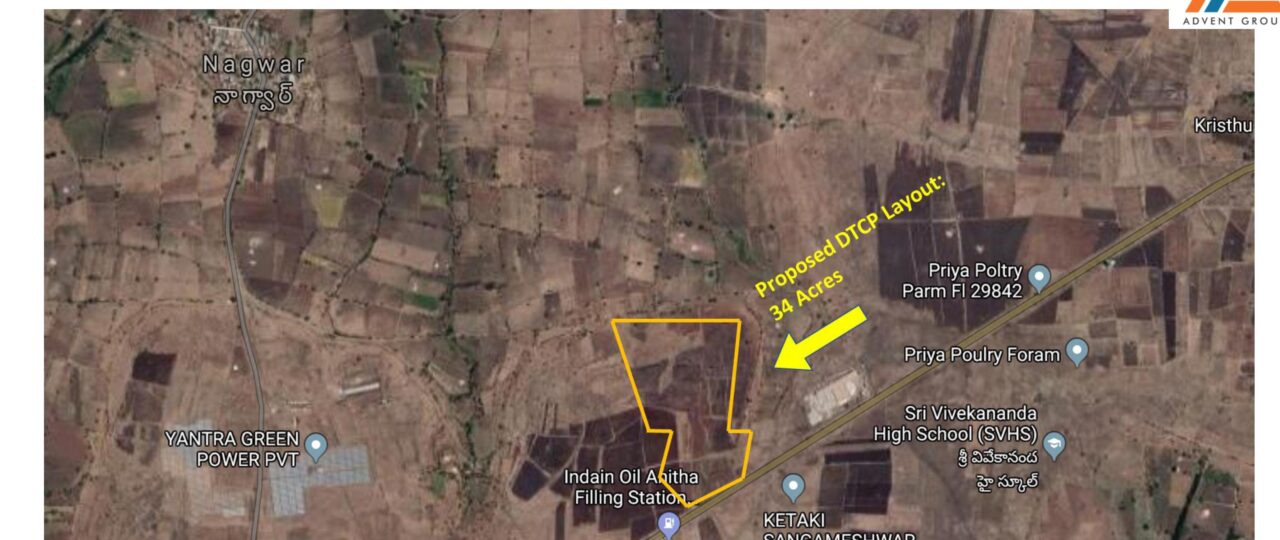 ADVENT GROU
Nagwar
నాగ్వార్
Kristhu
Proposed DTCP Layout:
34 Acres
Priya Poltry
Parm Fl 29842
Priya Poulry Foram
Sri Vivekananda
High School (SVHS)
శ్రీ వివేకానంద
హై స్కూల్
YANTRA GREEN
POWER PVT
Indain Oil Anitha
Filling Station
KETAKI
SANGAMESHWAR